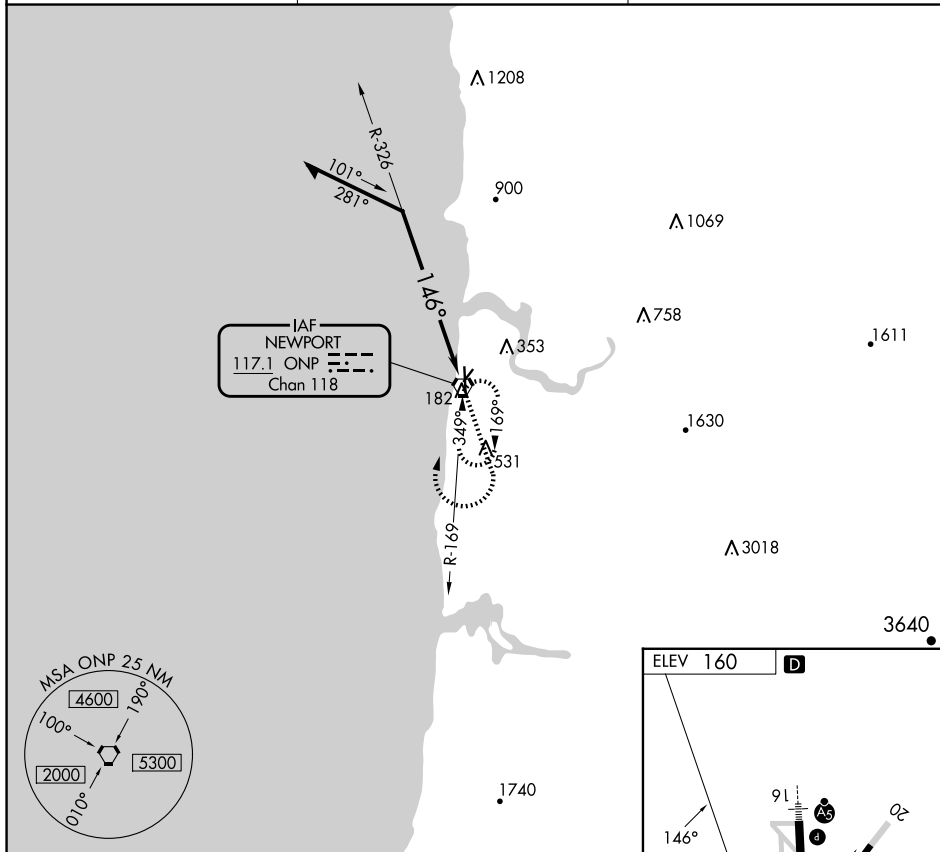 1208
R-326
101°
281°
900
1069
146°
758
IAF
NEWPORT
117.1 ONP
Chan 118
353
1611
182
349°
169°
531
1630
R-169
3018
3640
MSA ONP 25 NM
4600
190°
100°
5300
2000
010°
1740
ELEV 160 D
16
A5
20
P
146°